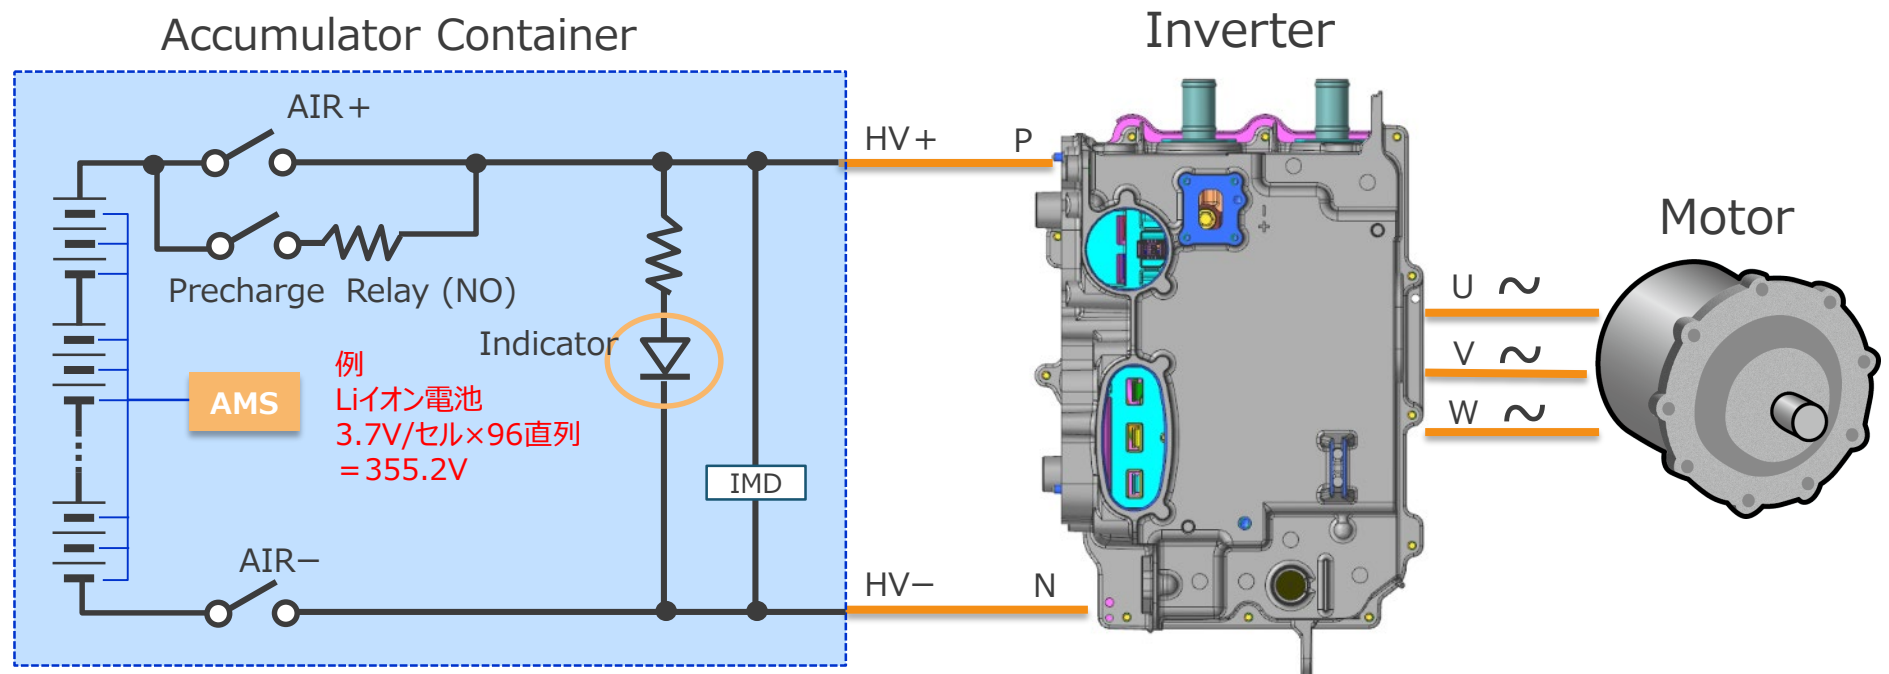 Accumulator Container
Inverter
AIR+
HV+
P
Motor
Precharge Relay (NO)
U ~
Indicator
V ~
例
Liイオン電池
3.7V/セル×96直列
=355.2V
AMS
W ~
IMD
AIR−
HV−
N